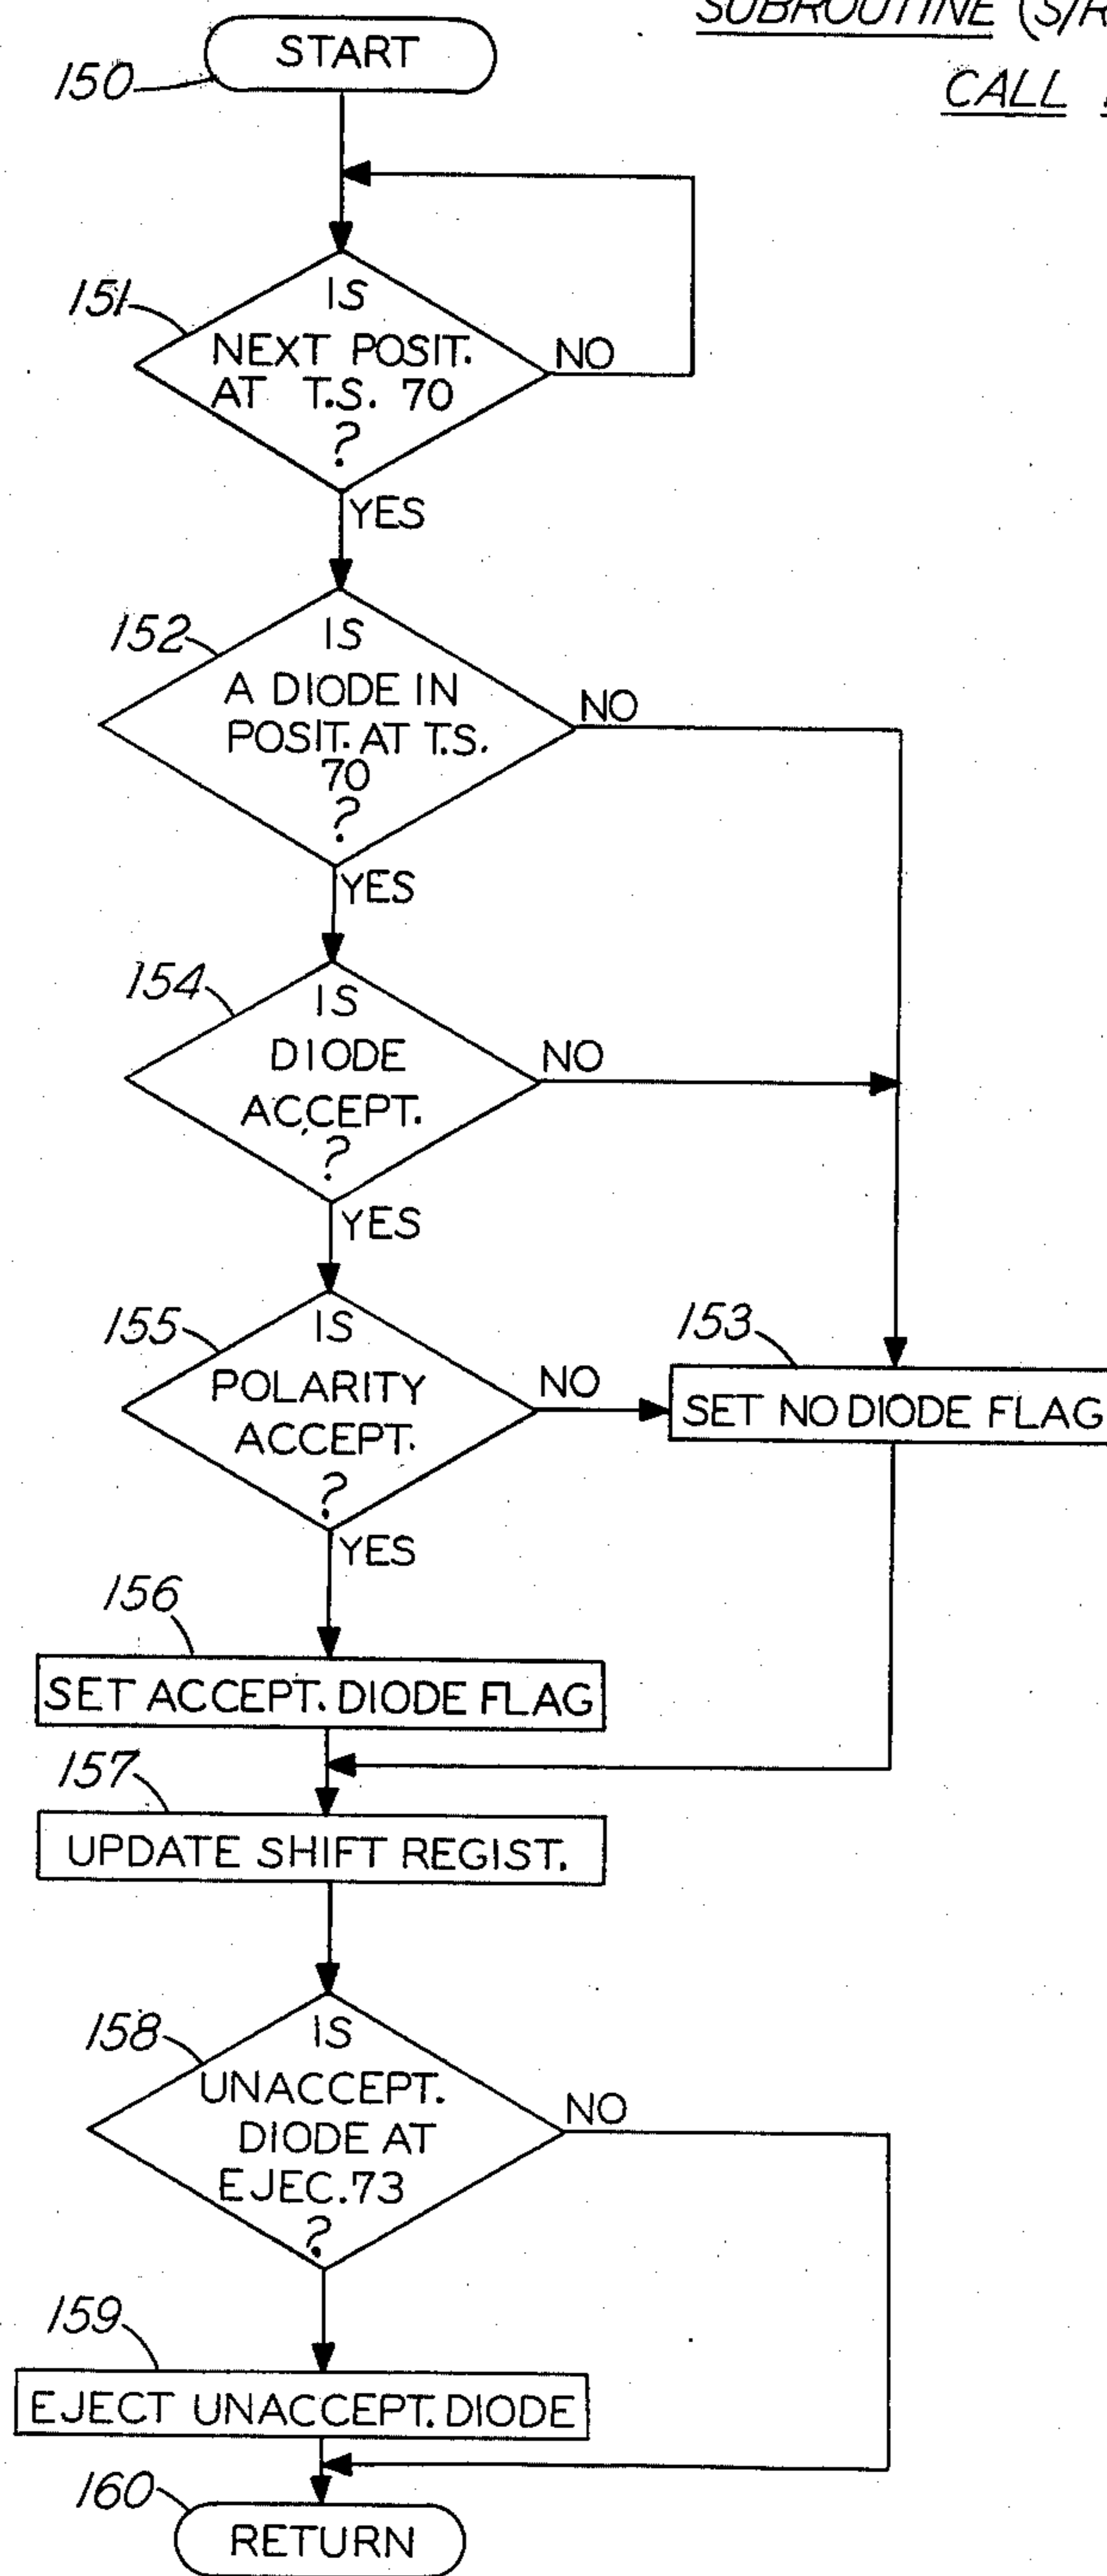 SUBROUTINE (S/R
CALL
START
150
151
IS
NEXT POSIT.
AT T.S. 70
?
NO
YES
152
IS
A DIODE IN
POSIT. AT T.S.
70
?
NO
YES
154
IS
DIODE
ACCEPT.
?
NO
YES
155
IS
POLARITY
ACCEPT.
?
NO
153
SET NO DIODE FLAG
YES
156
SET ACCEPT. DIODE FLAG
157
UPDATE SHIFT REGIST.
158
IS
UNACCEPT.
DIODE AT
EJEC.73
?
NO
159
EJECT UNACCEPT. DIODE
160
RETURN